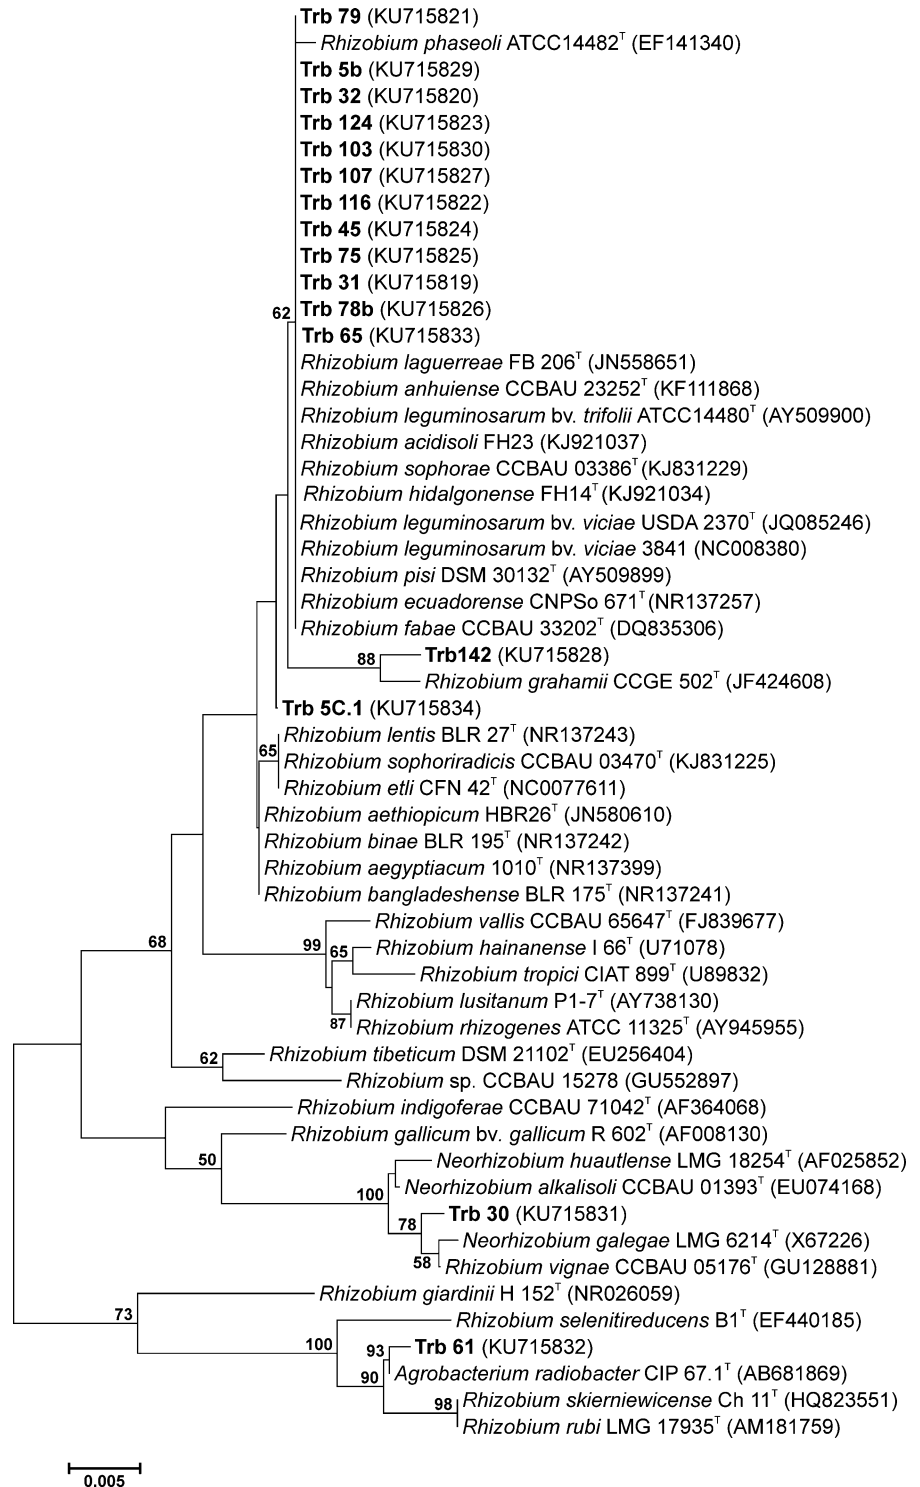 Trb 79 (KU715821)
Rhizobium phaseoli ATCC14482ᵀ (EF141340)
Trb 5b (KU715829)
Trb 32 (KU715820)
Trb 124 (KU715823)
Trb 103 (KU715830)
Trb 107 (KU715827)
Trb 116 (KU715822)
Trb 45 (KU715824)
Trb 75 (KU715825)
Trb 31 (KU715819)
Trb 78b (KU715826)
62
Trb 65 (KU715833)
Rhizobium laguerreae FB 206ᵀ (JN558651)
Rhizobium anhuiense CCBAU 23252ᵀ (KF111868)
Rhizobium leguminosarum bv. trifolii ATCC14480ᵀ (AY509900)
Rhizobium acidisoli FH23 (KJ921037)
Rhizobium sophorae CCBAU 03386ᵀ (KJ831229)
Rhizobium hidalgonense FH14ᵀ (KJ921034)
Rhizobium leguminosarum bv. viciae USDA 2370ᵀ (JQ085246)
Rhizobium leguminosarum bv. viciae 3841 (NC008380)
Rhizobium pisi DSM 30132ᵀ (AY509899)
Rhizobium ecuadorense CNPSo 671ᵀ (NR137257)
Rhizobium fabae CCBAU 33202ᵀ (DQ835306)
88
Trb142 (KU715828)
Rhizobium grahamii CCGE 502ᵀ (JF424608)
Trb 5C.1 (KU715834)
Rhizobium lentis BLR 27ᵀ (NR137243)
65
Rhizobium sophoriradicis CCBAU 03470ᵀ (KJ831225)
Rhizobium etli CFN 42ᵀ (NC0077611)
Rhizobium aethiopicum HBR26ᵀ (JN580610)
Rhizobium binae BLR 195ᵀ (NR137242)
Rhizobium aegyptiacum 1010ᵀ (NR137399)
Rhizobium bangladeshense BLR 175ᵀ (NR137241)
Rhizobium vallis CCBAU 65647ᵀ (FJ839677)
68
99
65
Rhizobium hainanense I 66ᵀ (U71078)
Rhizobium tropici CIAT 899ᵀ (U89832)
Rhizobium lusitanum P1-7ᵀ (AY738130)
87
Rhizobium rhizogenes ATCC 11325ᵀ (AY945955)
62
Rhizobium tibeticum DSM 21102ᵀ (EU256404)
Rhizobium sp. CCBAU 15278 (GU552897)
Rhizobium indigoferae CCBAU 71042ᵀ (AF364068)
Rhizobium gallicum bv. gallicum R 602ᵀ (AF008130)
50
Neorhizobium huautlense LMG 18254ᵀ (AF025852)
100
Neorhizobium alkalisoli CCBAU 01393ᵀ (EU074168)
78
Trb 30 (KU715831)
Neorhizobium galegae LMG 6214ᵀ (X67226)
58
Rhizobium vignae CCBAU 05176ᵀ (GU128881)
Rhizobium giardinii H 152ᵀ (NR026059)
73
Rhizobium selenitireducens B1ᵀ (EF440185)
100
93
Trb 61 (KU715832)
90
Agrobacterium radiobacter CIP 67.1ᵀ (AB681869)
98
Rhizobium skierniewicense Ch 11ᵀ (HQ823551)
Rhizobium rubi LMG 17935ᵀ (AM181759)
0.005